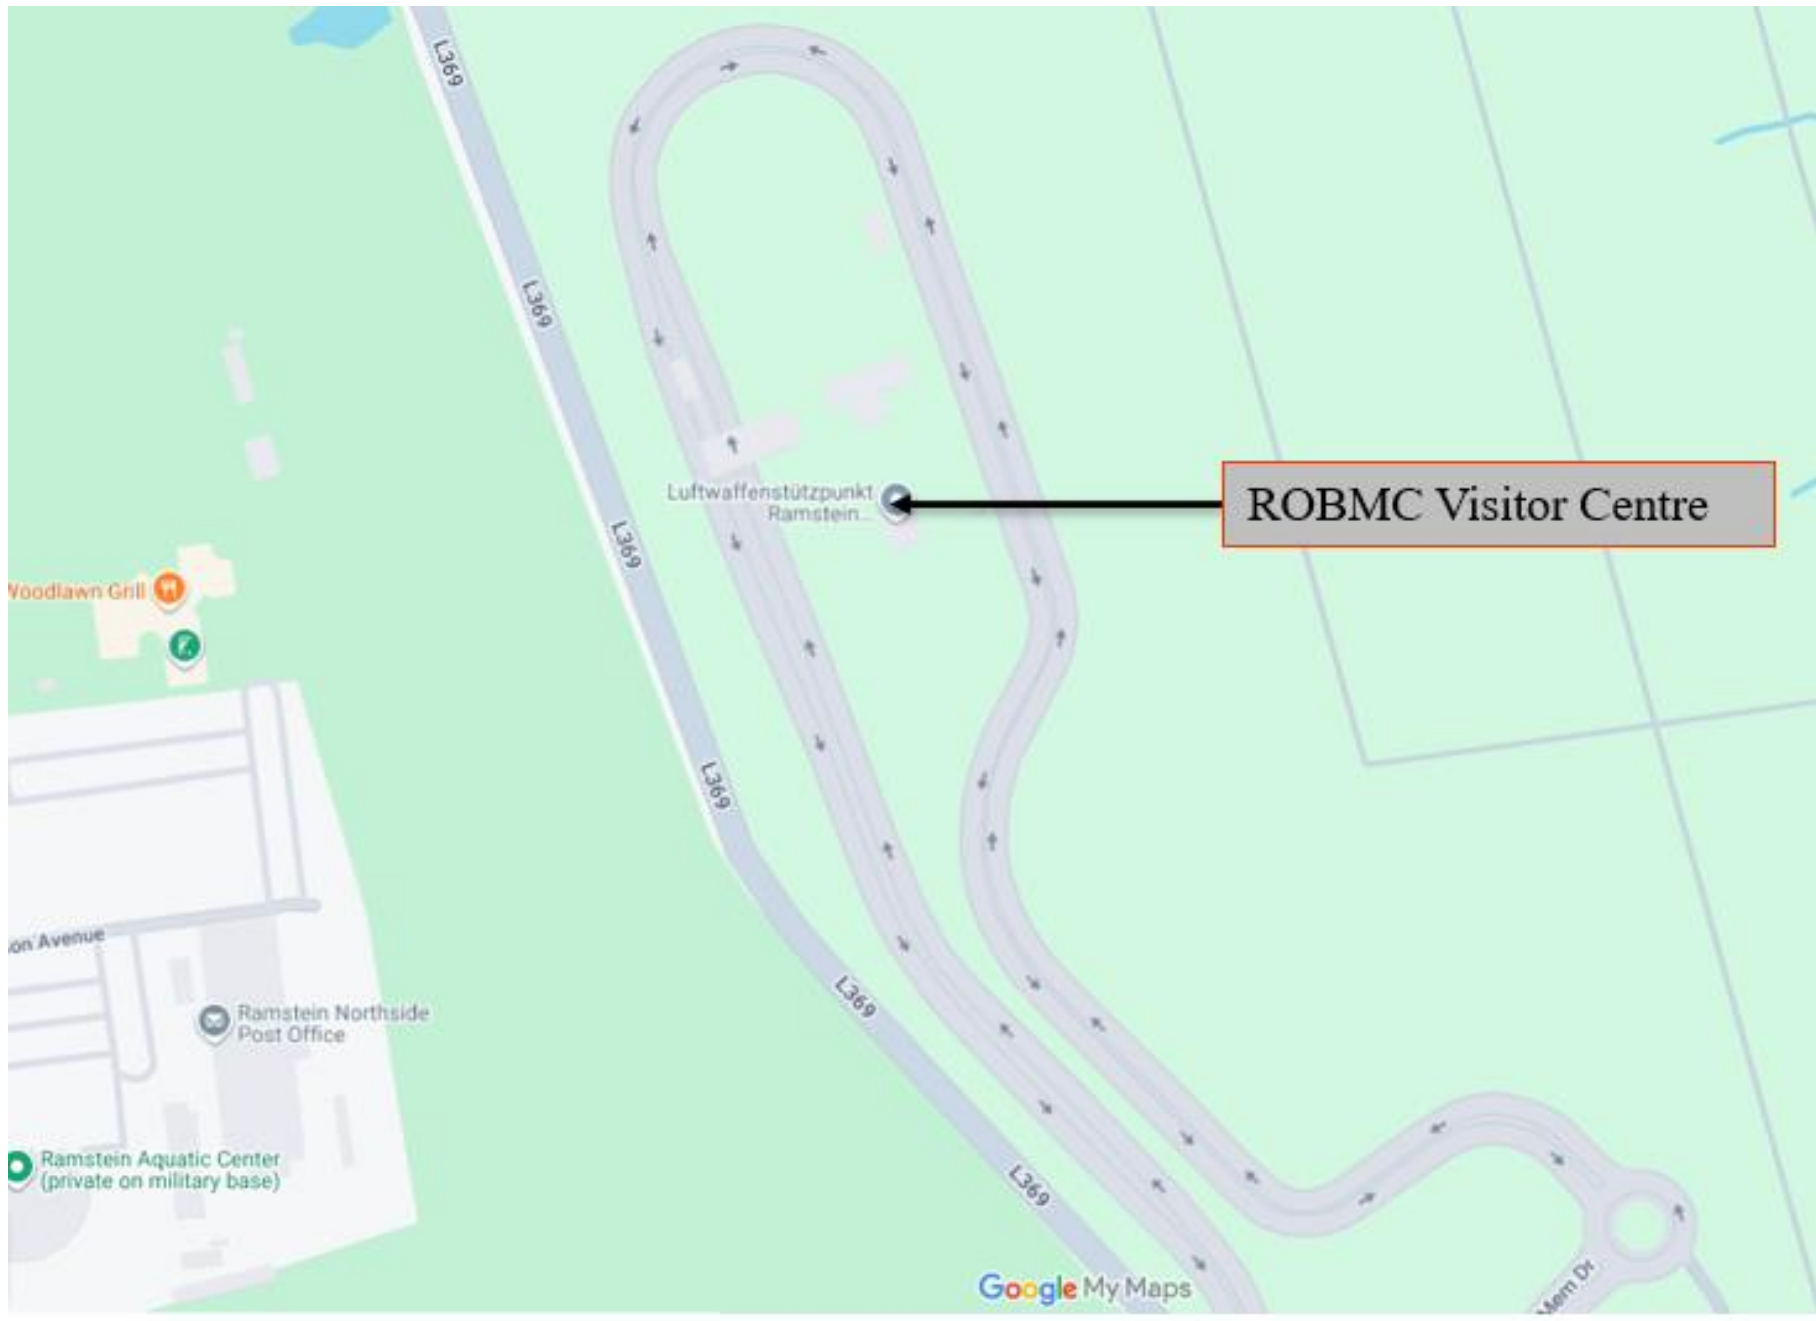 L369
L369
Luftwaffenstützpunkt
Ramstein...
ROBMC Visitor Centre
L369
Woodlawn Grill
L369
on Avenue
L369
Ramstein Northside
Post Office
Ramstein Aquatic Center
(private on military base)
L369
Mem Dr
Google My Maps